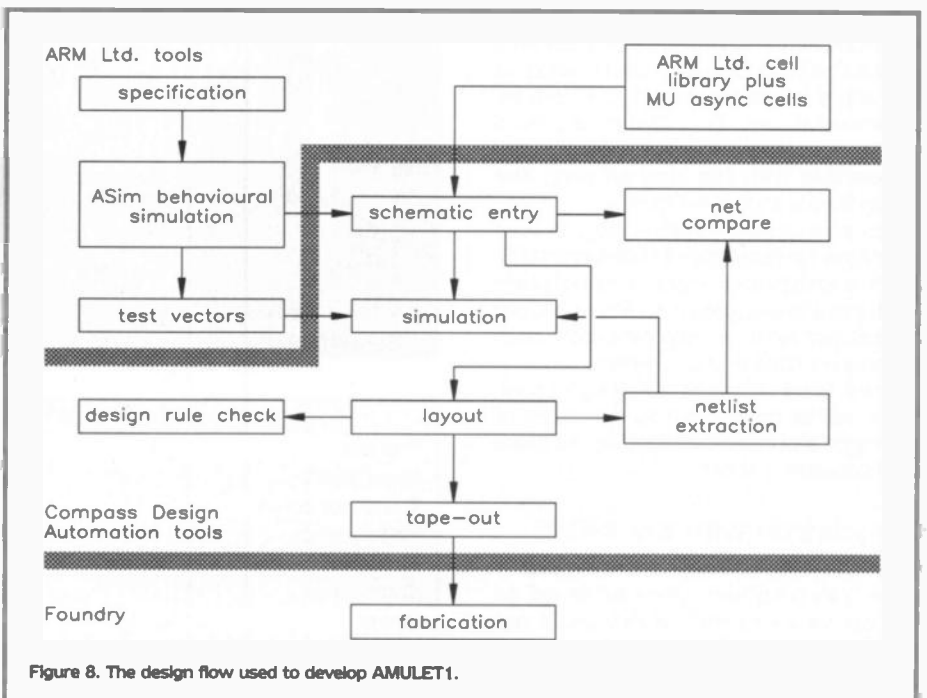 ARM Ltd. tools
specification
ARM Ltd. cell
library plus
MU async cells
ASim behavioural
simulation
schematic entry
net
compare
test vectors
simulation
design rule check
layout
netlist
extraction
Compass Design
Automation tools
tape-out
Foundry
fabrication
Figure 8. The design flow used to develop AMULET1.